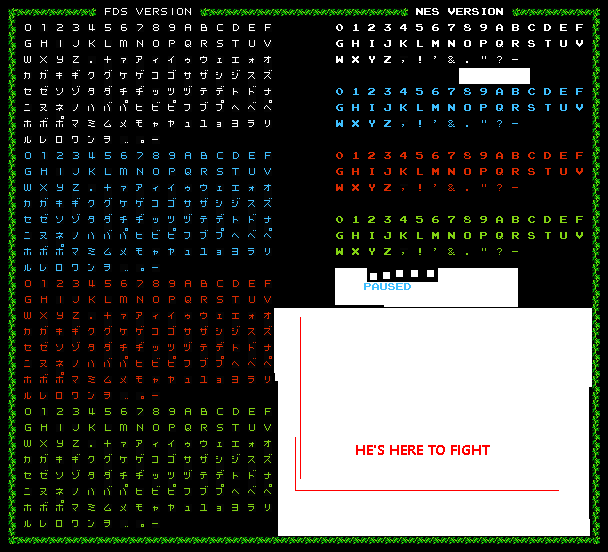 FDS VERSION
0 1 2 3 4 5 6 7 8 9 A B C D E F
G H I J K L M N O P Q R S T U V
W X Y Z . + ァ ア ィ イ ゥ ウ ェ エ ォ オ
カ ガ キ ギ ク グ ケ ゲ コ ゴ サ ザ シ ジ ス ズ
セ ゼ ソ ゾ タ ダ チ ヂ ッ ツ ヅ テ デ ト ド ナ
ニ ヌ ネ ノ ハ バ パ ヒ ビ ピ フ ブ プ ヘ ベ ペ
ホ ボ ポ マ ミ ム メ モ ャ ヤ ュ ユ ョ ヨ ラ リ
ル レ ロ ワ ン ヲ . . 。 ー
0 1 2 3 4 5 6 7 8 9 A B C D E F
G H I J K L M N O P Q R S T U V
W X Y Z . + ァ ア ィ イ ゥ ウ ェ エ ォ オ
カ ガ キ ギ ク グ ケ ゲ コ ゴ サ ザ シ ジ ス ズ
セ ゼ ソ ゾ タ ダ チ ヂ ッ ツ ヅ テ デ ト ド ナ
ニ ヌ ネ ノ ハ バ パ ヒ ビ ピ フ ブ プ ヘ ベ ペ
ホ ボ ポ マ ミ ム メ モ ャ ヤ ュ ユ ョ ヨ ラ リ
ル レ ロ ワ ン ヲ . . 。 ー
0 1 2 3 4 5 6 7 8 9 A B C D E F
G H I J K L M N O P Q R S T U V
W X Y Z . + ァ ア ィ イ ゥ ウ ェ エ ォ オ
カ ガ キ ギ ク グ ケ ゲ コ ゴ サ ザ シ ジ ス ズ
セ ゼ ソ ゾ タ ダ チ ヂ ッ ツ ヅ テ デ ト ド ナ
ニ ヌ ネ ノ ハ バ パ ヒ ビ ピ フ ブ プ ヘ ベ ペ
ホ ボ ポ マ ミ ム メ モ ャ ヤ ュ ユ ョ ヨ ラ リ
ル レ ロ ワ ン ヲ . . 。 ー
0 1 2 3 4 5 6 7 8 9 A B C D E F
G H I J K L M N O P Q R S T U V
W X Y Z . + ァ ア ィ イ ゥ ウ ェ エ ォ オ
カ ガ キ ギ ク グ ケ ゲ コ ゴ サ ザ シ ジ ス ズ
セ ゼ ソ ゾ タ ダ チ ヂ ッ ツ ヅ テ デ ト ド ナ
ニ ヌ ネ ノ ハ バ パ ヒ ビ ピ フ ブ プ ヘ ベ ペ
ホ ボ ポ マ ミ ム メ モ ャ ヤ ュ ユ ョ ヨ ラ リ
ル レ ロ ワ ン ヲ . . 。 ー
NES VERSION
0 1 2 3 4 5 6 7 8 9 A B C D E F
G H I J K L M N O P Q R S T U V
W X Y Z , ! ' & . " ? -
0 1 2 3 4 5 6 7 8 9 A B C D E F
G H I J K L M N O P Q R S T U V
W X Y Z , ! ' & . " ? -
0 1 2 3 4 5 6 7 8 9 A B C D E F
G H I J K L M N O P Q R S T U V
W X Y Z , ! ' & . " ? -
0 1 2 3 4 5 6 7 8 9 A B C D E F
G H I J K L M N O P Q R S T U V
W X Y Z , ! ' & . " ? -
PAUSED
HE'S HERE TO FIGHT